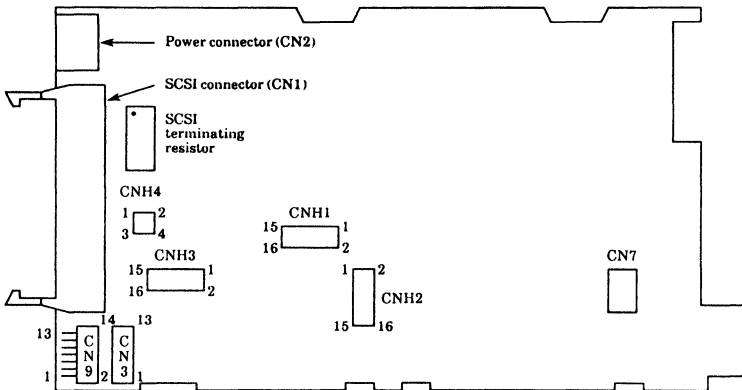 Power connector (CN2)
SCSI connector (CN1)
SCSI
terminating
resistor
CNH4
1 2
3 4
CNH1
15 1
16 2
CNH3
15 1
16 2
1 2
CNH2
15 16
CN7
14 13
13
CN9
CN3
1 2 1